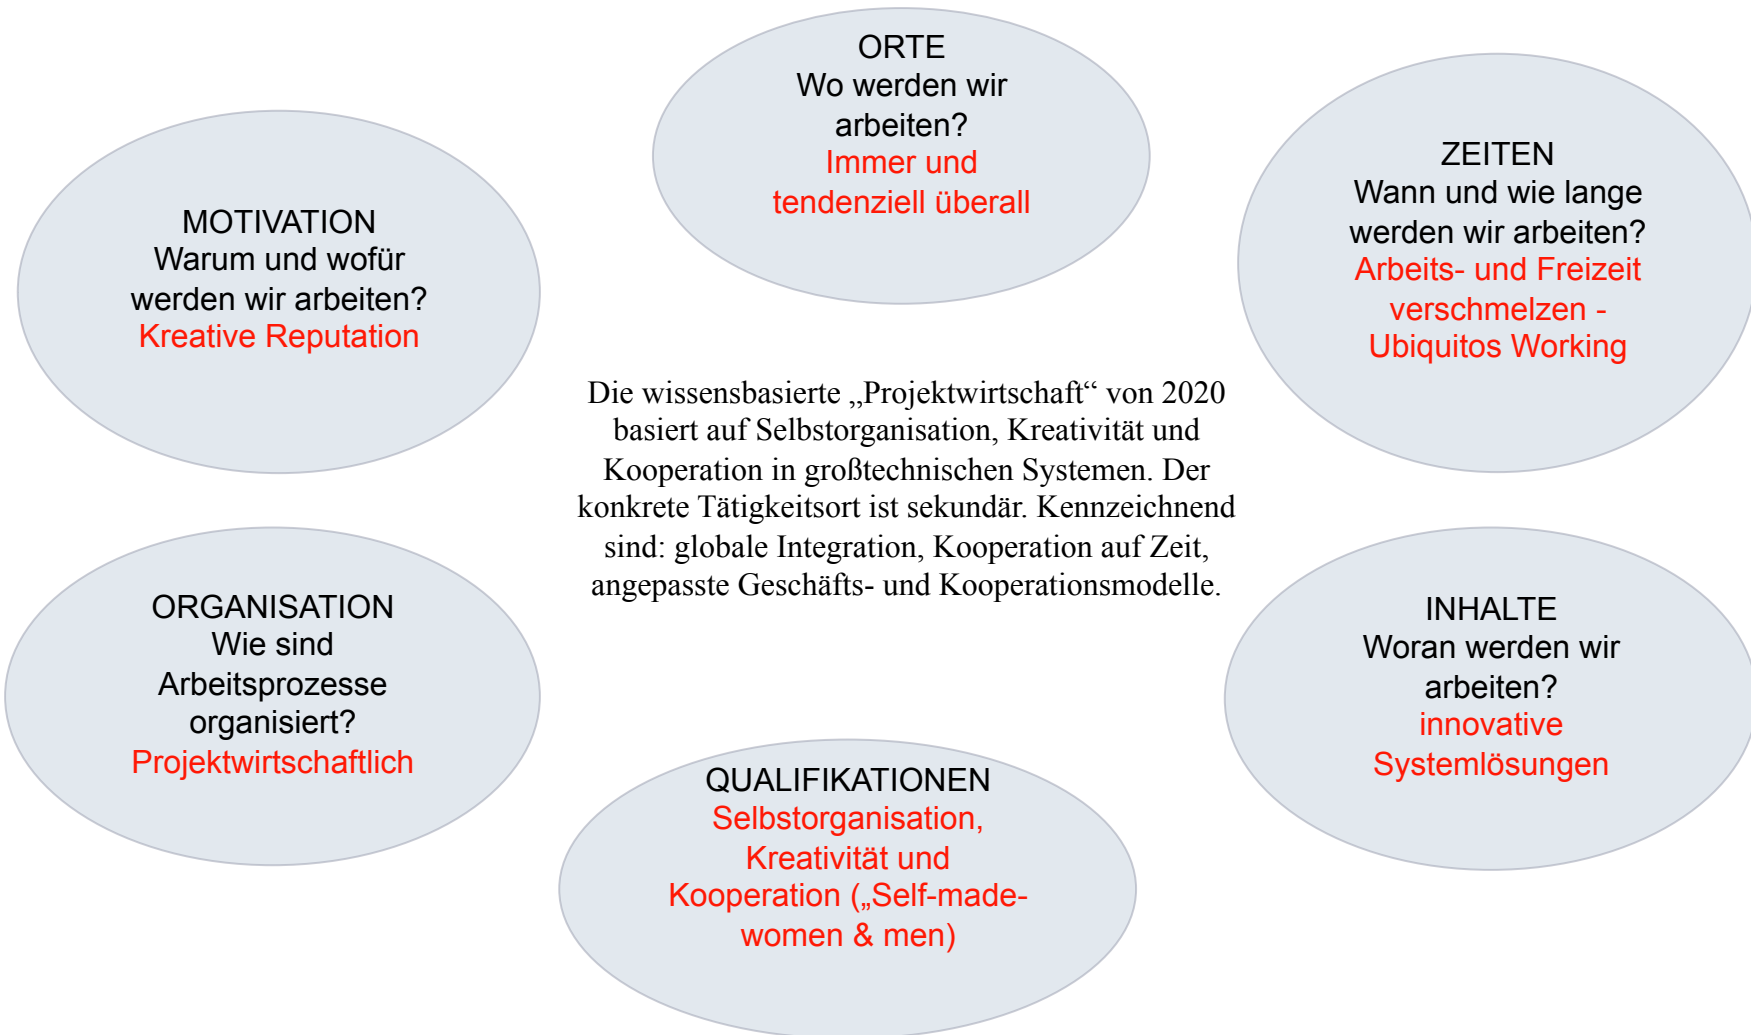 ORTE
Wo werden wir
arbeiten?
Immer und
tendenziell überall
ZEITEN
Wann und wie lange
werden wir arbeiten?
Arbeits- und Freizeit
verschmelzen -
Ubiquitos Working
MOTIVATION
Warum und wofür
werden wir arbeiten?
Kreative Reputation
Die wissensbasierte „Projektwirtschaft“ von 2020
basiert auf Selbstorganisation, Kreativität und
Kooperation in großtechnischen Systemen. Der
konkrete Tätigkeitsort ist sekundär. Kennzeichnend
sind: globale Integration, Kooperation auf Zeit,
angepasste Geschäfts- und Kooperationsmodelle.
ORGANISATION
Wie sind
Arbeitsprozesse
organisiert?
Projektwirtschaftlich
INHALTE
Woran werden wir
arbeiten?
innovative
Systemlösungen
QUALIFIKATIONEN
Selbstorganisation,
Kreativität und
Kooperation („Self-made-
women & men)